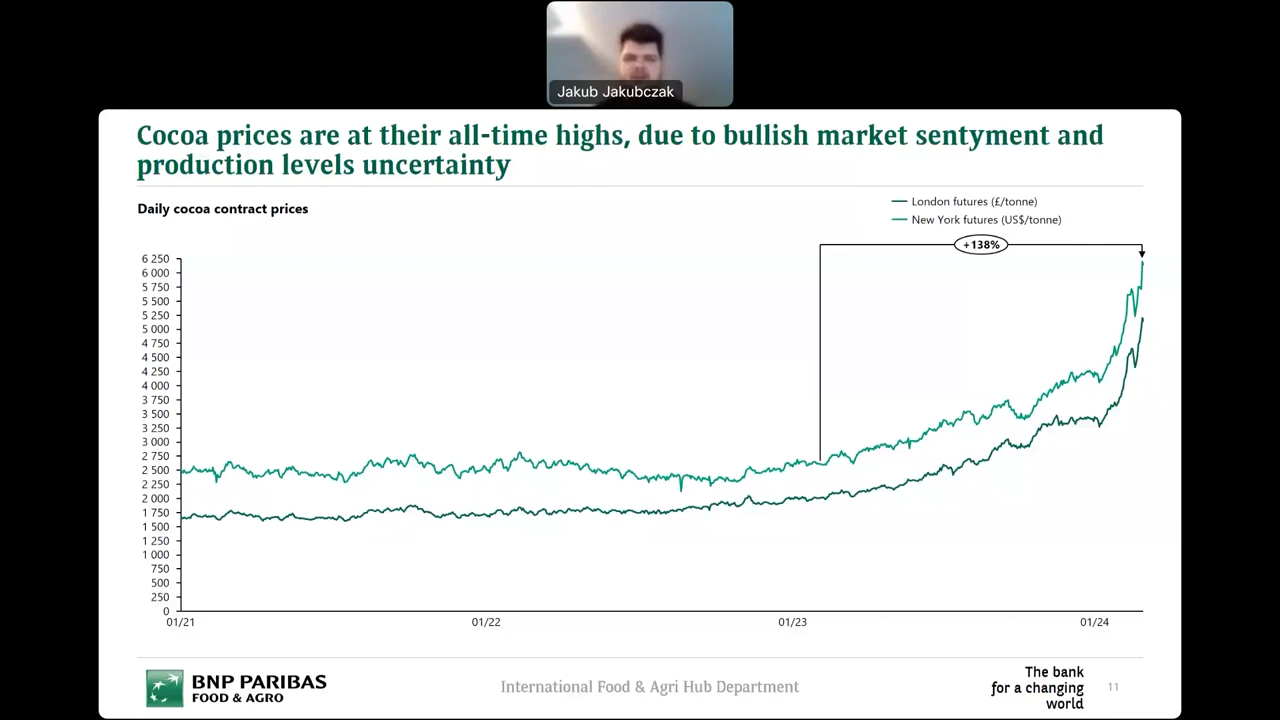 Jakub Jakubczak
Cocoa prices are at their all-time highs, due to bullish market sentyment and
production levels uncertainty
Daily cocoa contract prices
London futures (£/tonne)
New York futures (US$/tonne)
+138%
6 250
6 000
5 750
5 500
5 250
5 000
4 750
4 500
4 250
4 000
3 750
3 500
3 250
3 000
2 750
2 500
2 250
2 000
1 750
1 500
1 250
1 000
750
500
250
0
01/21 01/22 01/23 01/24
BNP PARIBAS
FOOD & AGRO
International Food & Agri Hub Department
The bank
for a changing
world
11